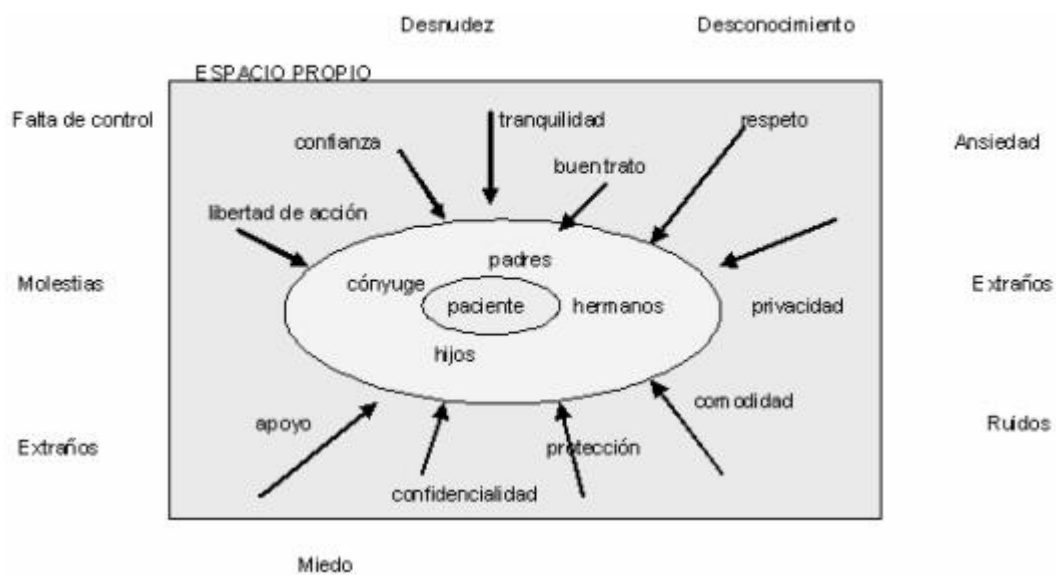 Desnudez
Desconocimiento
ESPACIO PROPIO
Falta de control
tranquilidad
respeto
confianza
Ansiedad
buen trato
libertad de acción
padres
Molestias
cónyuge
Extraños
paciente
hermanos
privacidad
hijos
comodidad
apoyo
Ruidos
Extraños
protección
confidencialidad
Miedo